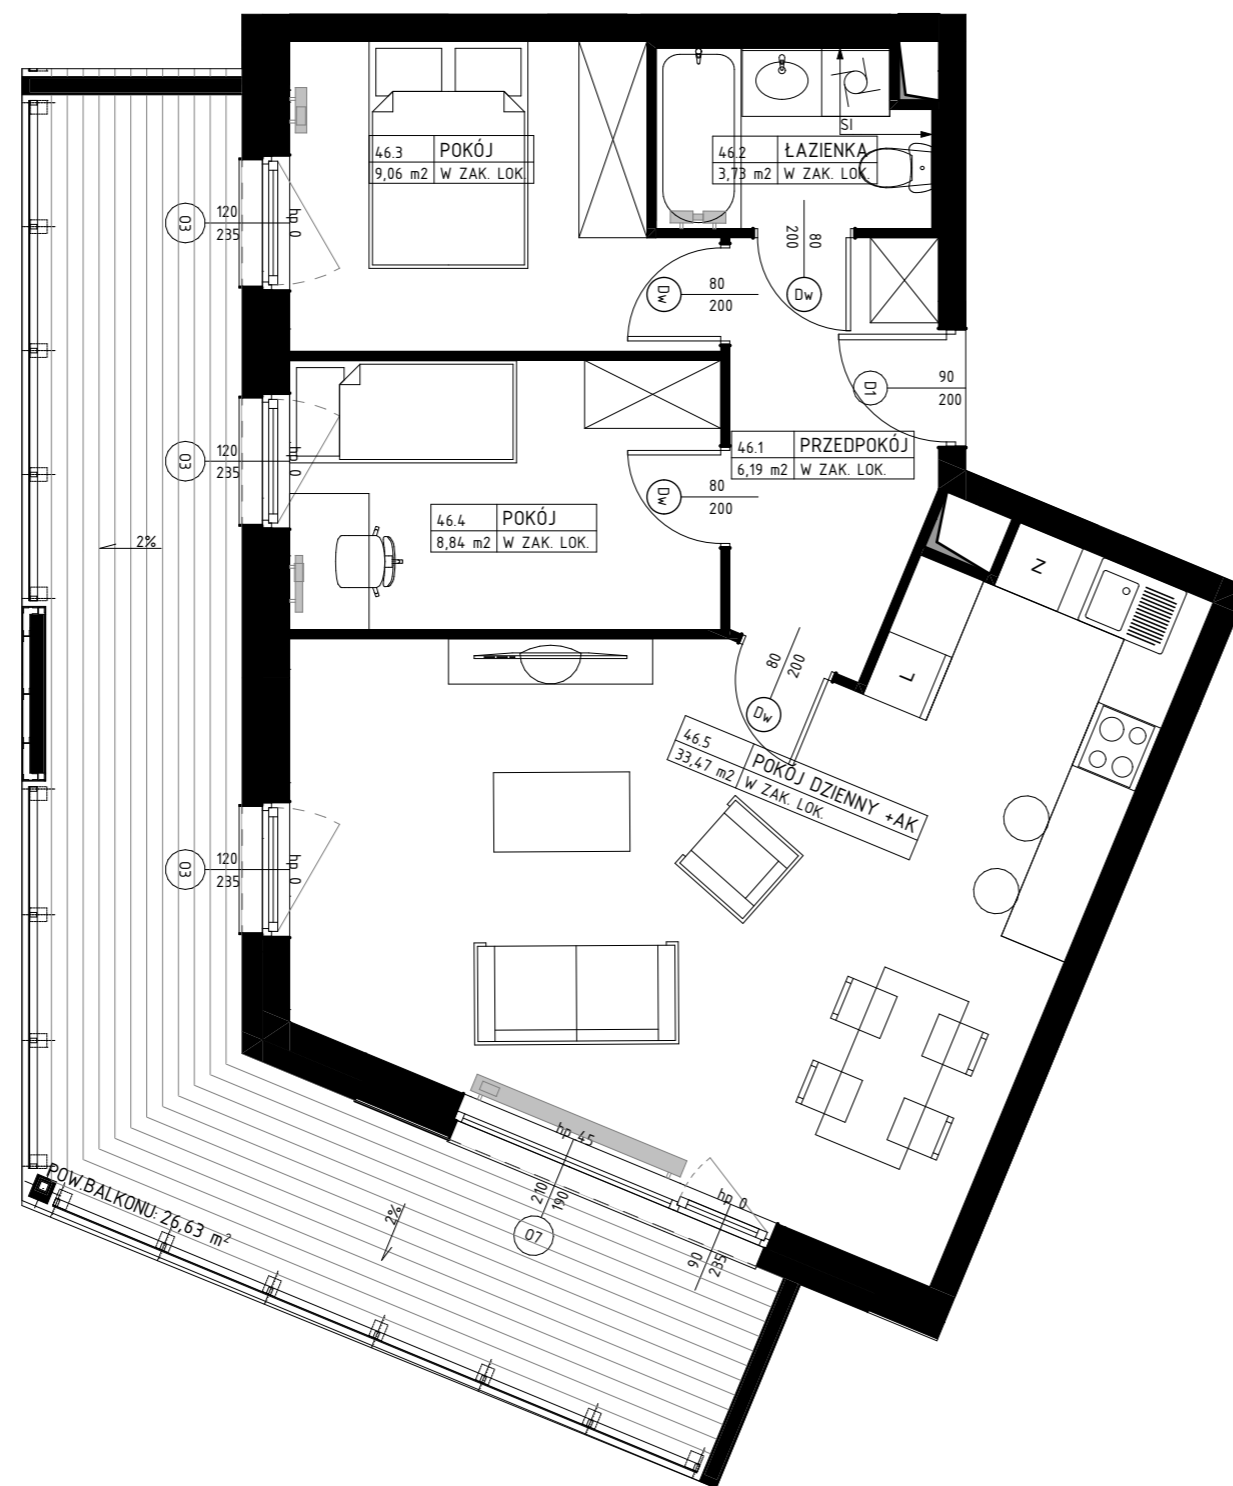 46.3 POKÓJ
9,06 m2 W ZAK. LOK.
46.2 ŁAZIENKA
3,73 m2 W ZAK. LOK.
SI
03 120
235
hp 0
Dw 80
200
Dw 80
200
D1 90
200
46.1 PRZEDPOKÓJ
6,19 m2 W ZAK. LOK.
03 120
235
hp 0
Dw 80
200
46.4 POKÓJ
8,84 m2 W ZAK. LOK.
2%
Z
L
Dw 80
200
46.5 POKÓJ DZIENNY +AK
33,47 m2 W ZAK. LOK.
03 120
235
hp 0
hp 45
210
190
07
hp 0
90
235
2%
POW.BALKONU: 26,63 m²